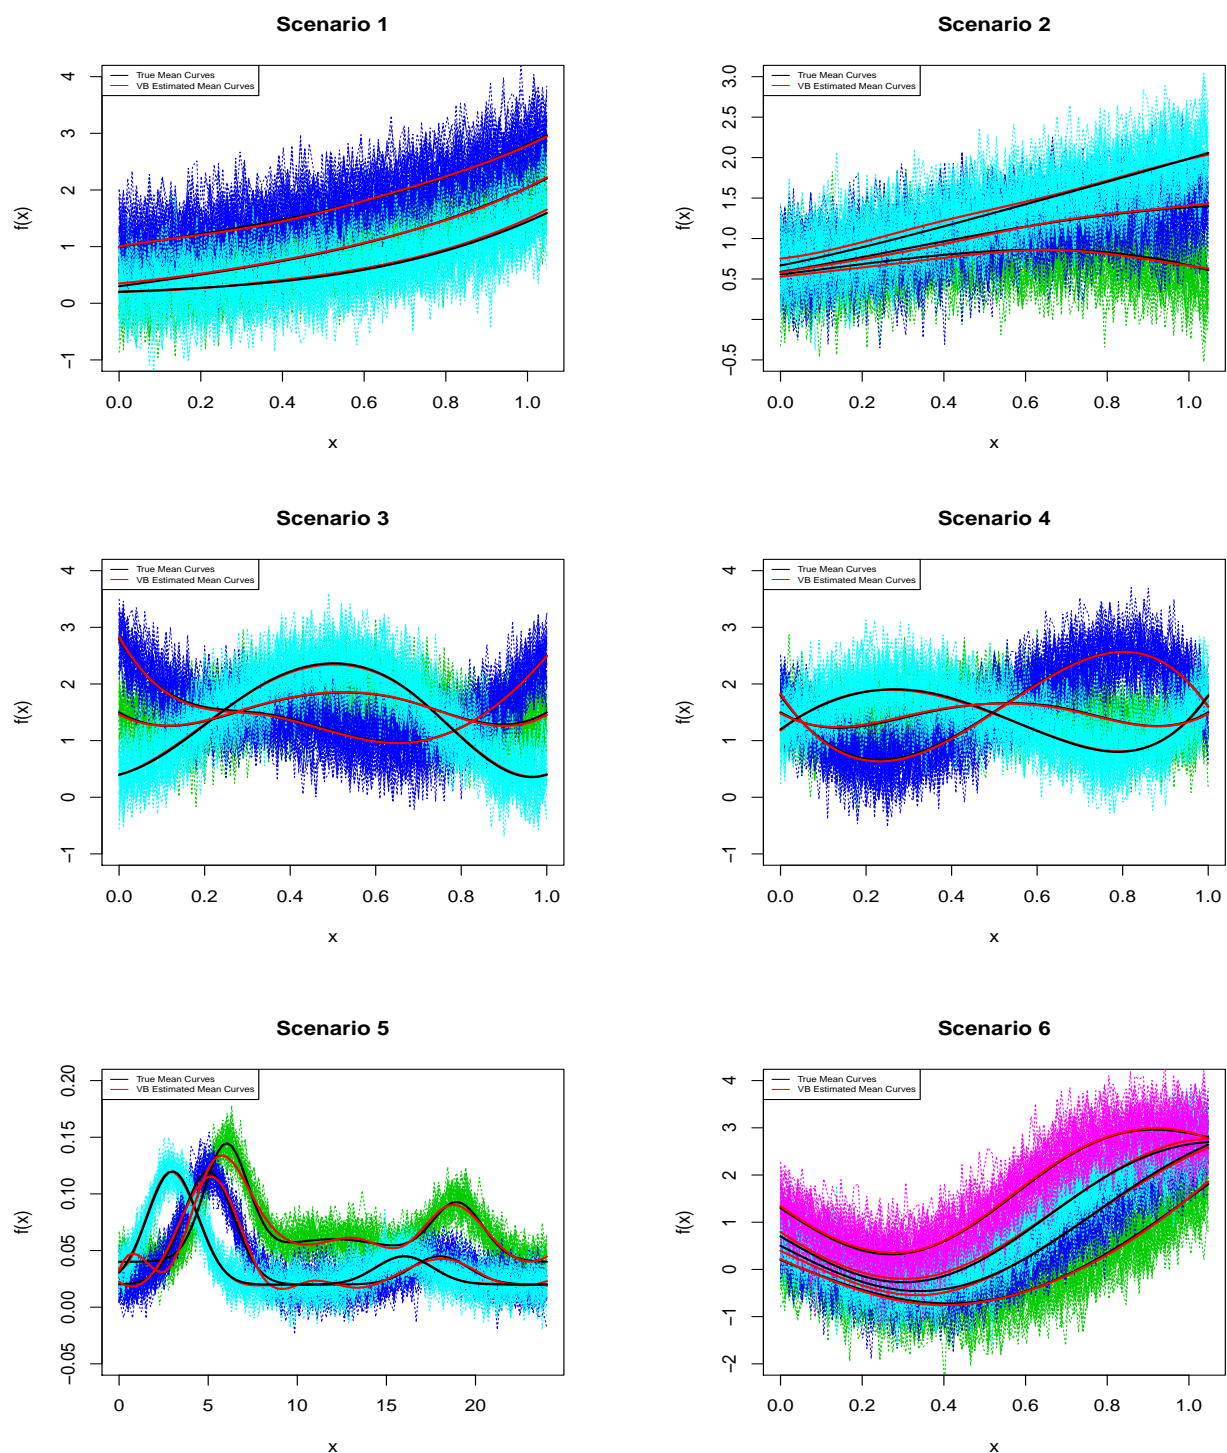 Scenario 1
True Mean Curves
VB Estimated Mean Curves
f(x)
4
3
2
1
0
−1
0.0 0.2 0.4 0.6 0.8 1.0
x
Scenario 2
True Mean Curves
VB Estimated Mean Curves
f(x)
3.0
2.5
2.0
1.5
1.0
0.5
−0.5
0.0 0.2 0.4 0.6 0.8 1.0
x
Scenario 3
True Mean Curves
VB Estimated Mean Curves
f(x)
4
3
2
1
0
−1
0.0 0.2 0.4 0.6 0.8 1.0
x
Scenario 4
True Mean Curves
VB Estimated Mean Curves
f(x)
4
3
2
1
0
−1
0.0 0.2 0.4 0.6 0.8 1.0
x
Scenario 5
True Mean Curves
VB Estimated Mean Curves
f(x)
0.20
0.15
0.10
0.05
0.00
−0.05
0 5 10 15 20
x
Scenario 6
True Mean Curves
VB Estimated Mean Curves
f(x)
4
3
2
1
0
−1
−2
0.0 0.2 0.4 0.6 0.8 1.0
x